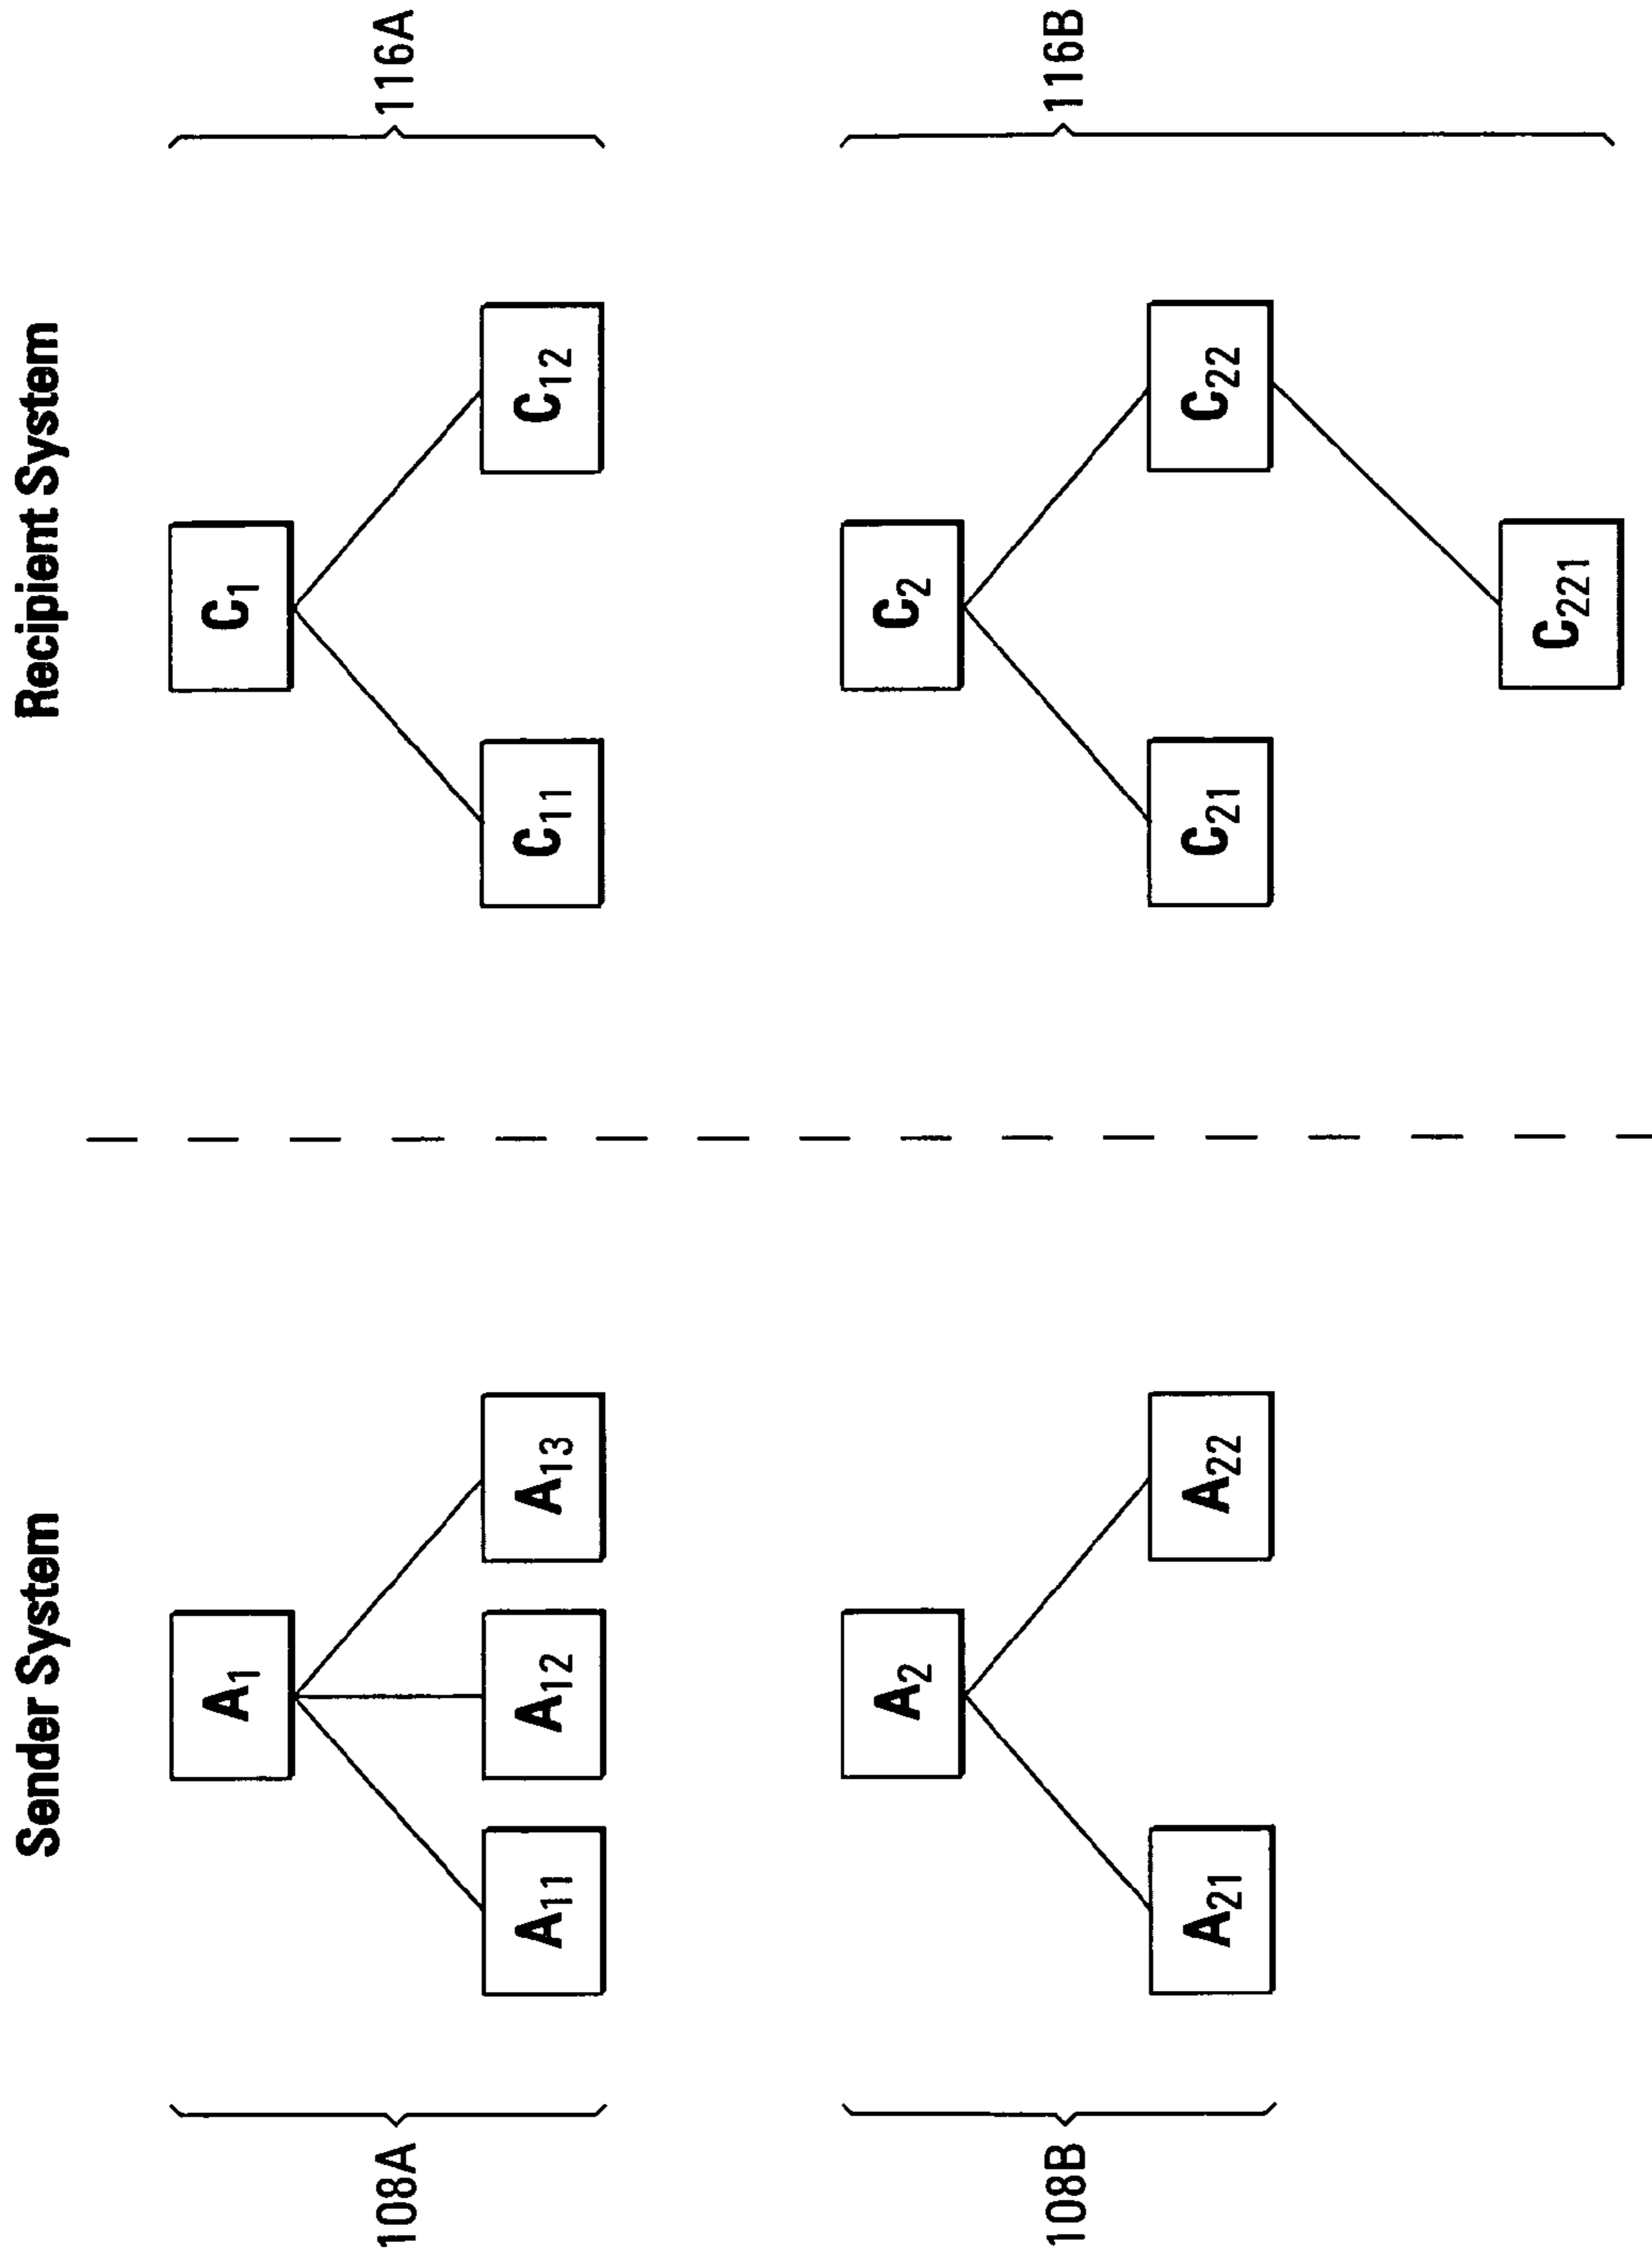 Sender System
Recipient System
A1
C1
108A
A11
A12
A13
C11
C12
116A
A2
C2
108B
A21
A22
C21
C22
116B
C221